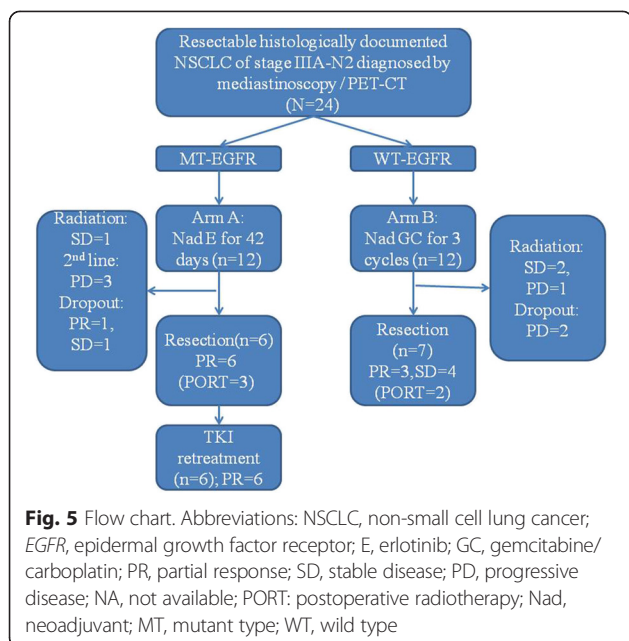 Resectable histologically documented
NSCLC of stage IIIA-N2 diagnosed by
mediastinoscopy / PET-CT
(N=24)
MT-EGFR
WT-EGFR
Radiation:
SD=1
2nd line:
PD=3
Dropout:
PR=1,
SD=1
Arm A:
Nad E for 42
days (n=12)
Arm B:
Nad GC for 3
cycles (n=12)
Radiation:
SD=2,
PD=1
Dropout:
PD=2
Resection(n=6)
PR=6
(PORT=3)
Resection
(n=7)
PR=3,SD=4
(PORT=2)
TKI
retreatment
(n=6); PR=6
Fig. 5 Flow chart. Abbreviations: NSCLC, non-small cell lung cancer;
EGFR, epidermal growth factor receptor; E, erlotinib; GC, gemcitabine/
carboplatin; PR, partial response; SD, stable disease; PD, progressive
disease; NA, not available; PORT: postoperative radiotherapy; Nad,
neoadjuvant; MT, mutant type; WT, wild type